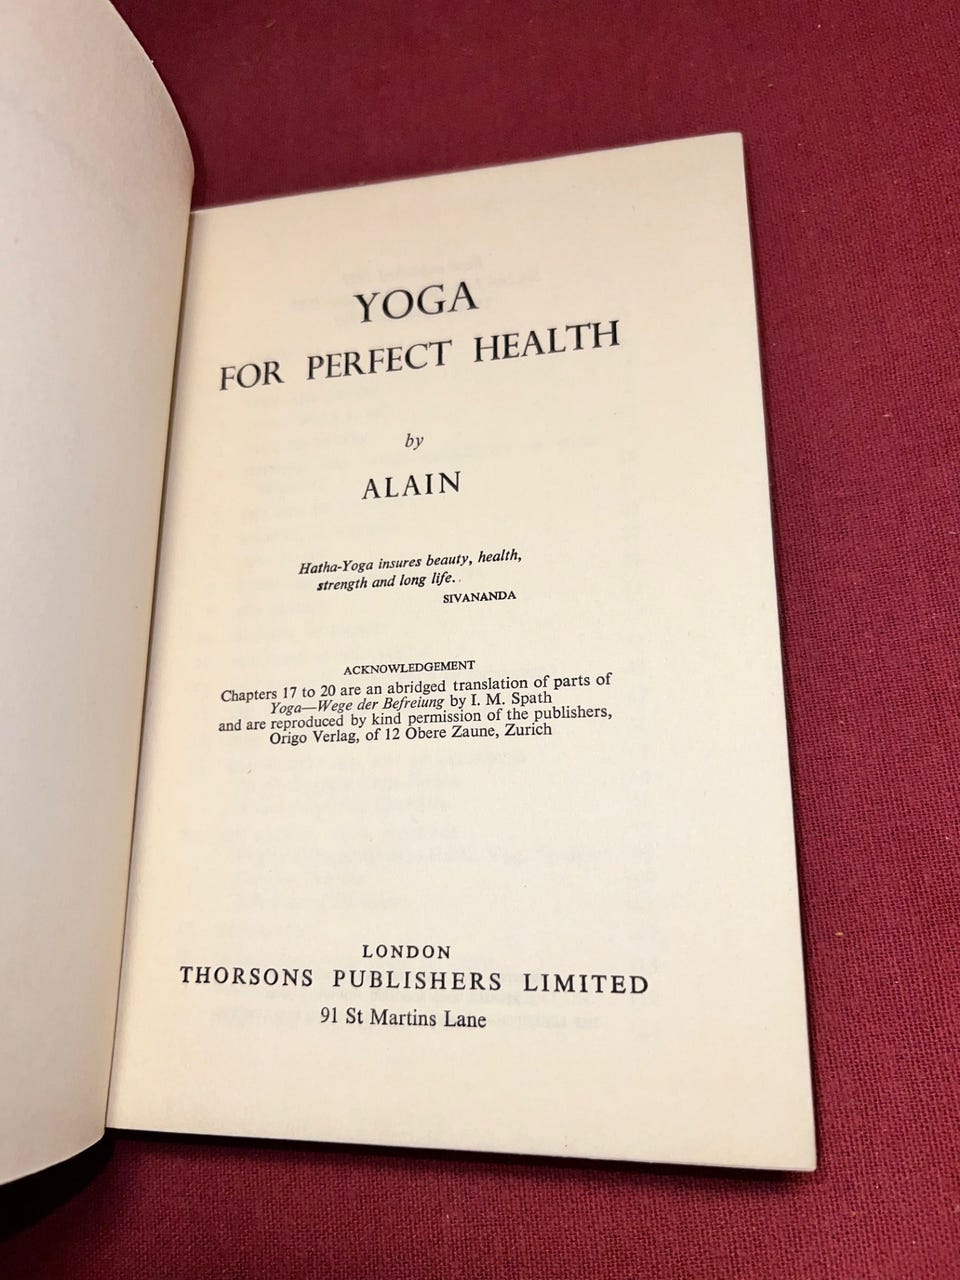 YOGA
FOR PERFECT HEALTH
by
ALAIN
Hatha-Yoga insures beauty, health,
strength and long life..
SIVANANDA
ACKNOWLEDGEMENT
Chapters 17 to 20 are an abridged translation of parts of
Yoga—Wege der Befreiung by I. M. Spath
and are reproduced by kind permission of the publishers,
Origo Verlag, of 12 Obere Zaune, Zurich
LONDON
THORSONS PUBLISHERS LIMITED
91 St Martins Lane